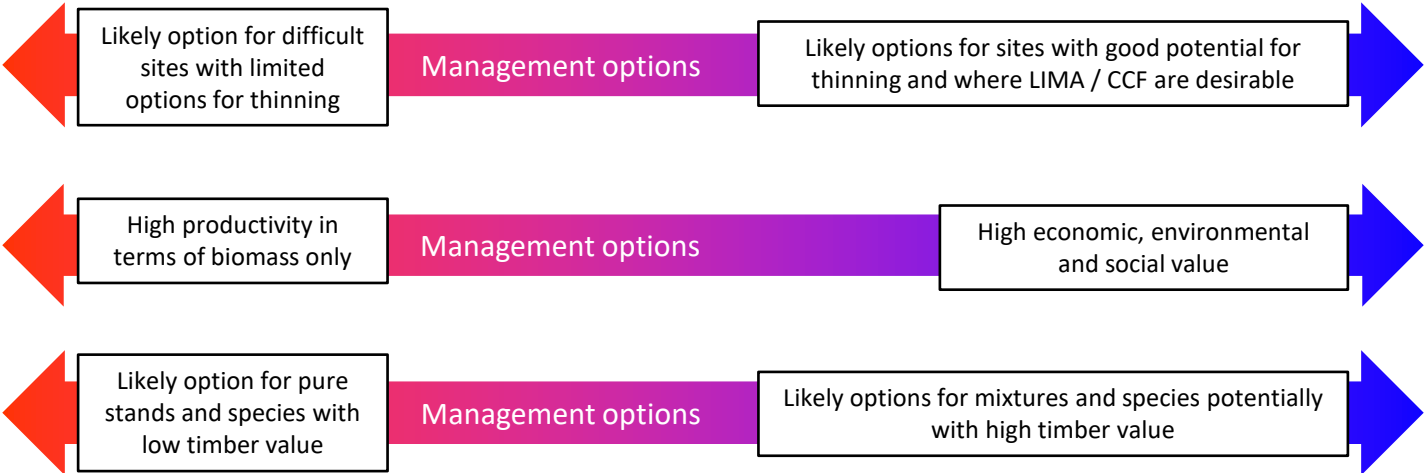 Likely option for difficult
sites with limited
options for thinning
Management options
Likely options for sites with good potential for
thinning and where LIMA / CCF are desirable
High productivity in
terms of biomass only
Management options
High economic, environmental
and social value
Likely option for pure
stands and species with
low timber value
Management options
Likely options for mixtures and species potentially
with high timber value